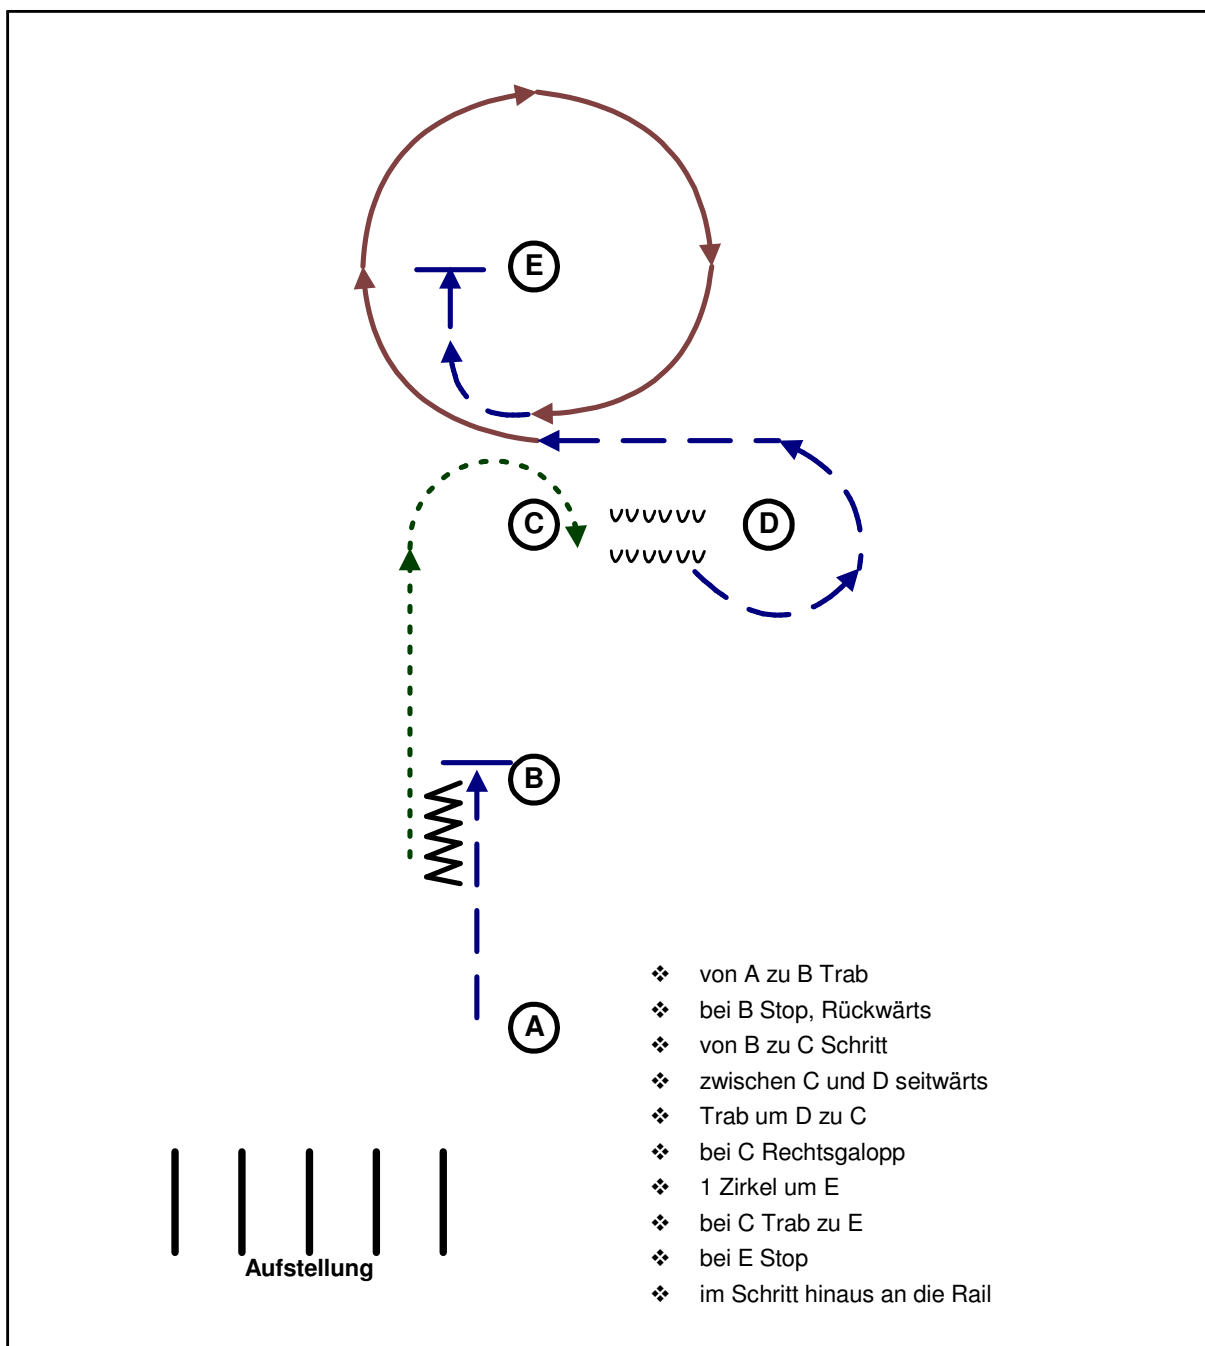 E
C
D
B
A
❖ von A zu B Trab
❖ bei B Stop, Rückwärts
❖ von B zu C Schritt
❖ zwischen C und D seitwärts
❖ Trab um D zu C
❖ bei C Rechtsgalopp
❖ 1 Zirkel um E
❖ bei C Trab zu E
❖ bei E Stop
❖ im Schritt hinaus an die Rail
Aufstellung